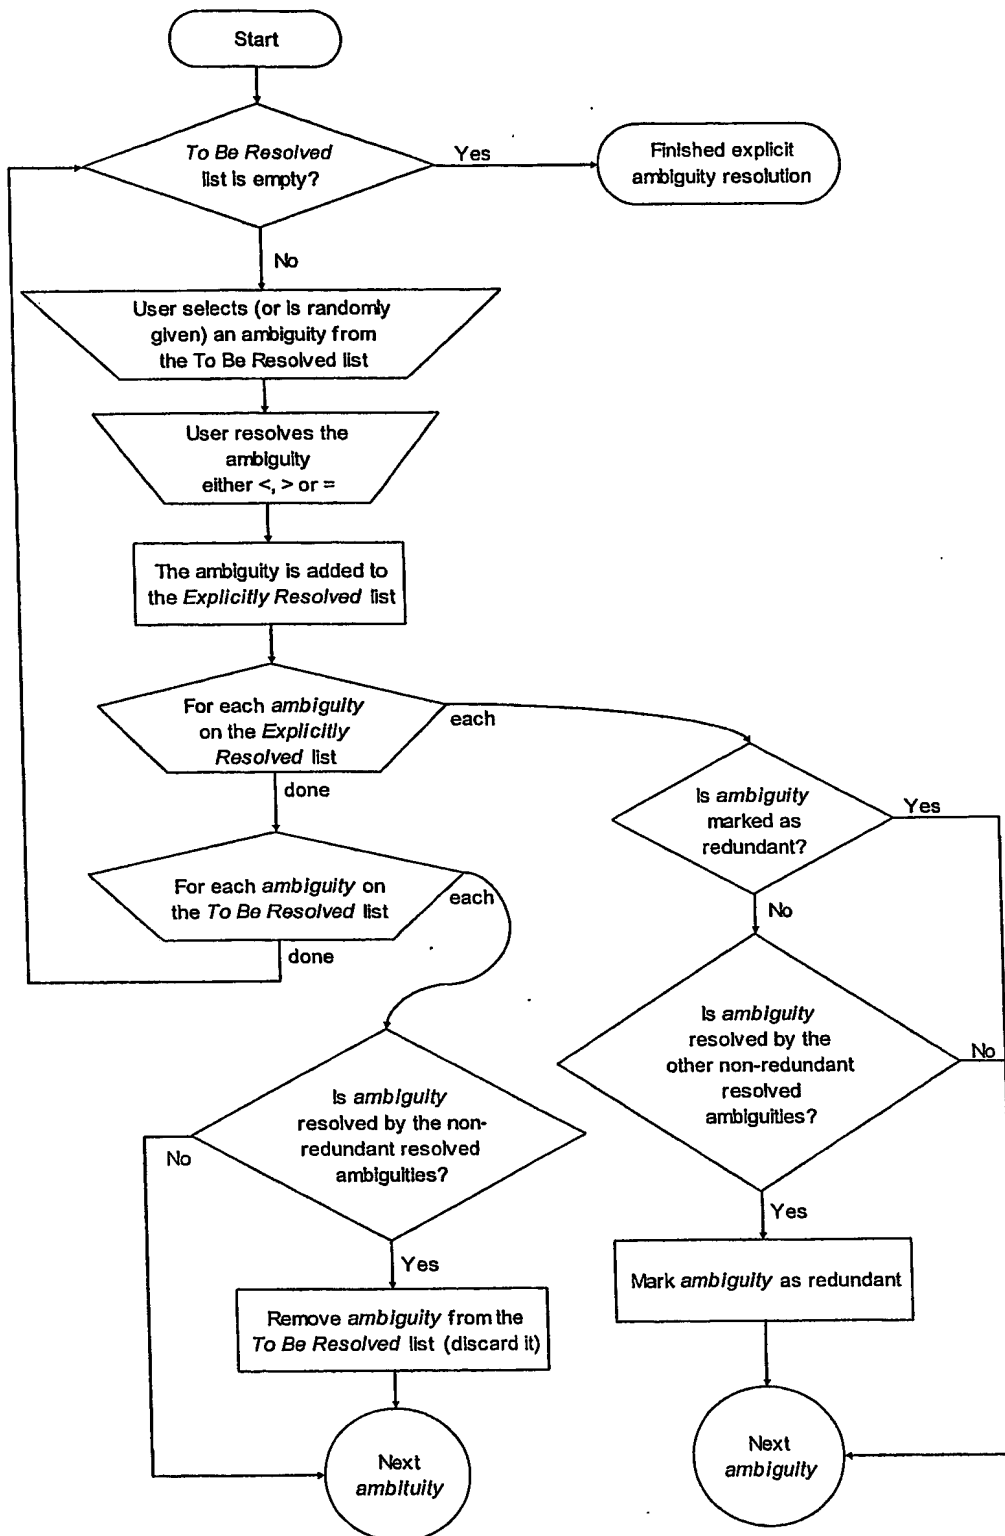 Start
To Be Resolved
list is empty?
Yes
Finished explicit
ambiguity resolution
No
User selects (or is randomly
given) an ambiguity from
the To Be Resolved list
User resolves the
ambiguity
either <, > or =
The ambiguity is added to
the Explicitly Resolved list
For each ambiguity
on the Explicitly
Resolved list
each
done
For each ambiguity on
the To Be Resolved list
each
done
Is ambiguity
marked as
redundant?
Yes
No
Is ambiguity
resolved by the
other non-redundant
resolved
ambiguities?
No
Yes
Mark ambiguity as redundant
Next
ambiguity
Is ambiguity
resolved by the non-
redundant resolved
ambiguities?
No
Yes
Remove ambiguity from the
To Be Resolved list (discard it)
Next
ambituity